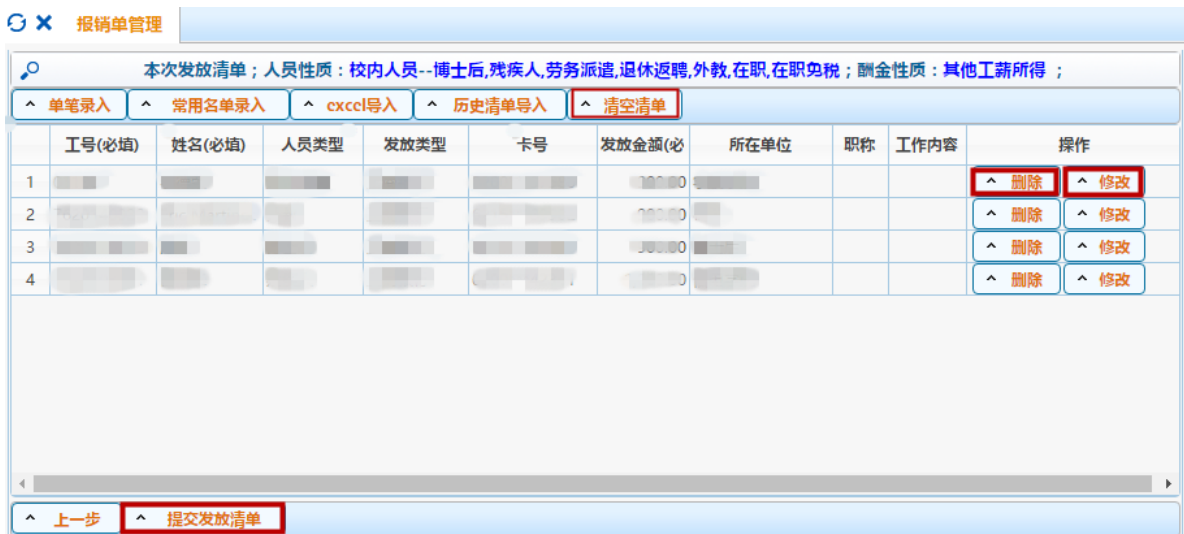 报销单管理
本次发放清单；人员性质：校内人员--博士后,残疾人,劳务派遣,退休返聘,外教,在职,在职免税；酬金性质：其他工薪所得 ；
^ 单笔录入 ^ 常用名单录入 ^ excel导入 ^ 历史清单导入 ^ 清空清单
工号(必填) 姓名(必填) 人员类型 发放类型 卡号 发放金额(必 所在单位 职称 工作内容 操作
1 ^ 删除 ^ 修改
2 ^ 删除 ^ 修改
3 ^ 删除 ^ 修改
4 ^ 删除 ^ 修改
^ 上一步 ^ 提交发放清单